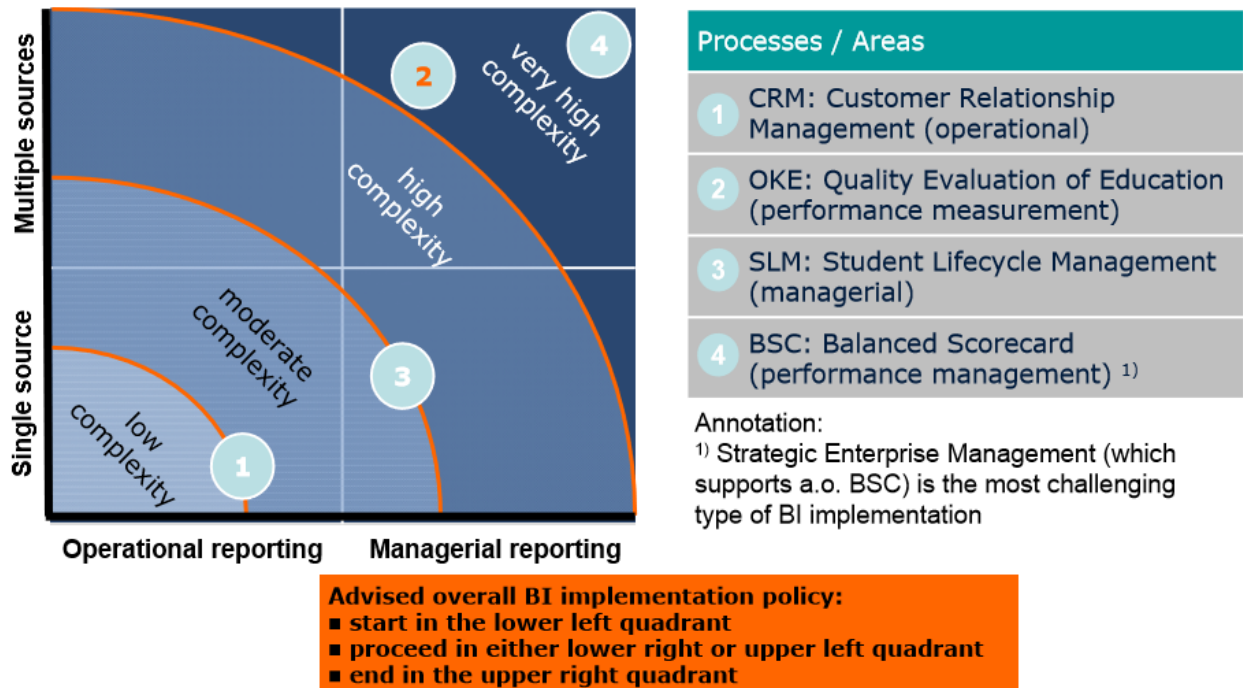 Multiple sources
Single source
low
complexity
moderate
complexity
high
complexity
very high
complexity
1
2
3
4
Operational reporting
Managerial reporting
Processes / Areas
1 CRM: Customer Relationship
Management (operational)
2 OKE: Quality Evaluation of Education
(performance measurement)
3 SLM: Student Lifecycle Management
(managerial)
4 BSC: Balanced Scorecard
(performance management) 1)
Annotation:
1) Strategic Enterprise Management (which
supports a.o. BSC) is the most challenging
type of BI implementation
Advised overall BI implementation policy:
▪ start in the lower left quadrant
▪ proceed in either lower right or upper left quadrant
▪ end in the upper right quadrant